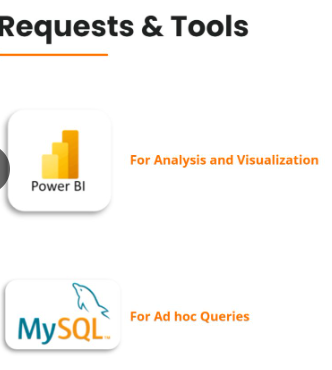 Requests & Tools
Power BI
For Analysis and Visualization
MySQL
For Ad hoc Queries